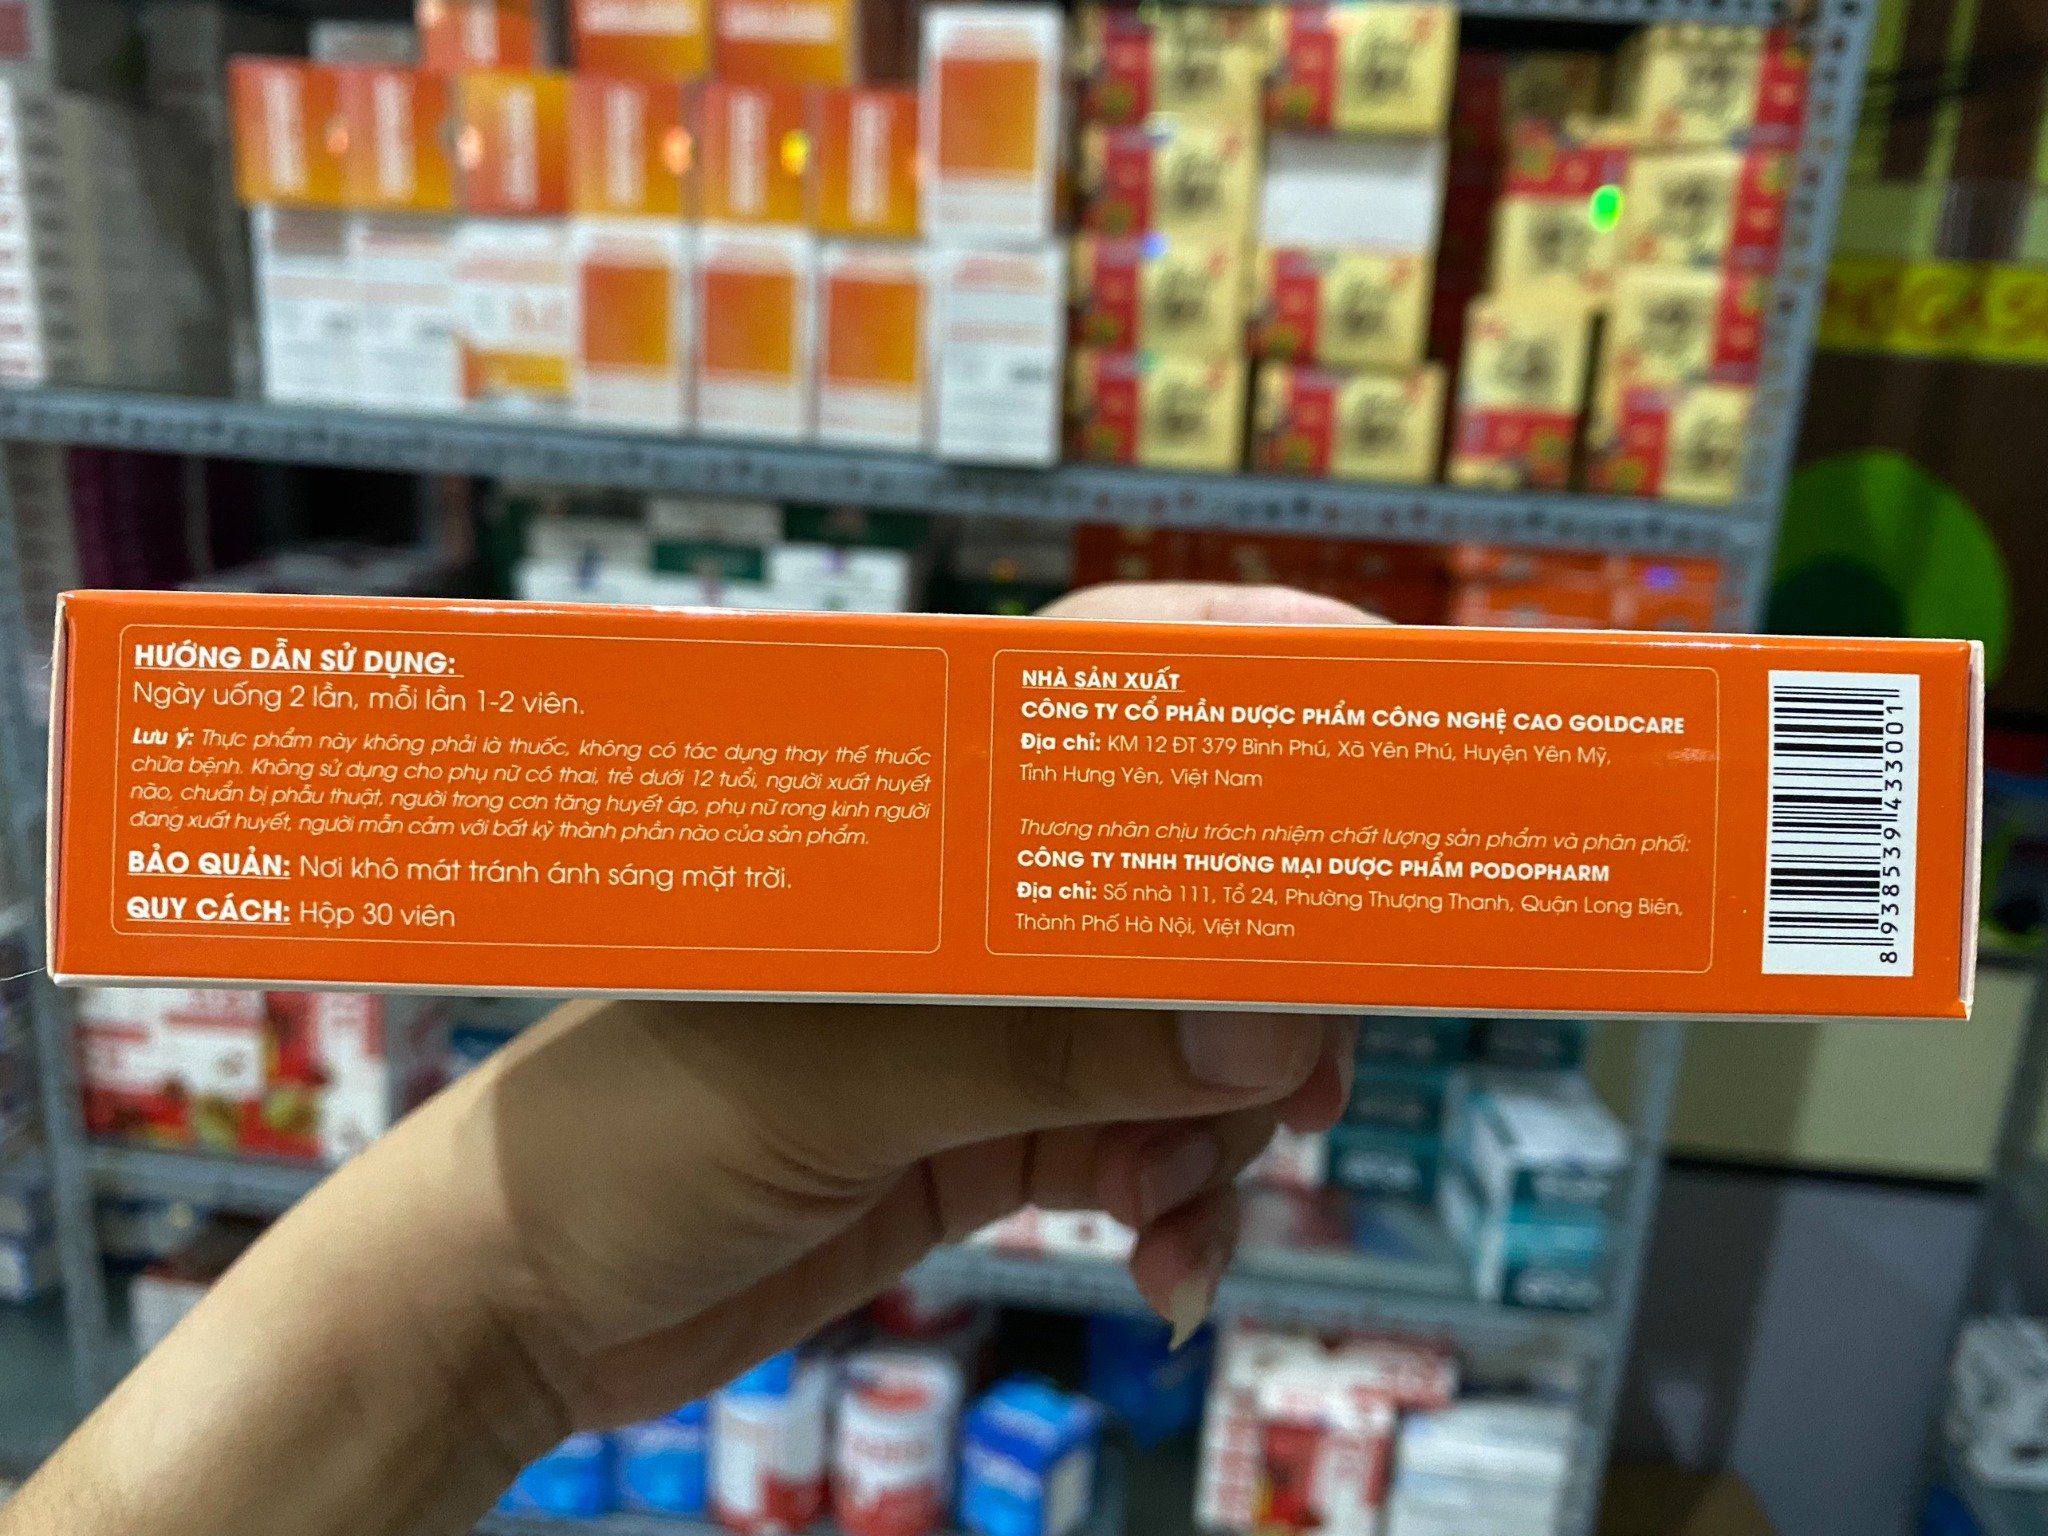 HƯỚNG DẪN SỬ DỤNG:
Ngày uống 2 lần, mỗi lần 1-2 viên.
Lưu ý: Thực phẩm này không phải là thuốc, không có tác dụng thay thế thuốc
chữa bệnh. Không sử dụng cho phụ nữ có thai, trẻ dưới 12 tuổi, người xuất huyết
não, chuẩn bị phẫu thuật, người trong cơn tăng huyết áp, phụ nữ rong kinh người
đang xuất huyết, người mẫn cảm với bất kỳ thành phần nào của sản phẩm.
BẢO QUẢN: Nơi khô mát tránh ánh sáng mặt trời.
QUY CÁCH: Hộp 30 viên
NHÀ SẢN XUẤT
CÔNG TY CỔ PHẦN DƯỢC PHẨM CÔNG NGHỆ CAO GOLDCARE
Địa chỉ: KM 12 ĐT 379 Bình Phú, Xã Yên Phú, Huyện Yên Mỹ,
Tỉnh Hưng Yên, Việt Nam
Thương nhân chịu trách nhiệm chất lượng sản phẩm và phân phối:
CÔNG TY TNHH THƯƠNG MẠI DƯỢC PHẨM PODOPHARM
Địa chỉ: Số nhà 111, Tổ 24, Phường Thượng Thanh, Quận Long Biên,
Thành Phố Hà Nội, Việt Nam
8 938539 433001